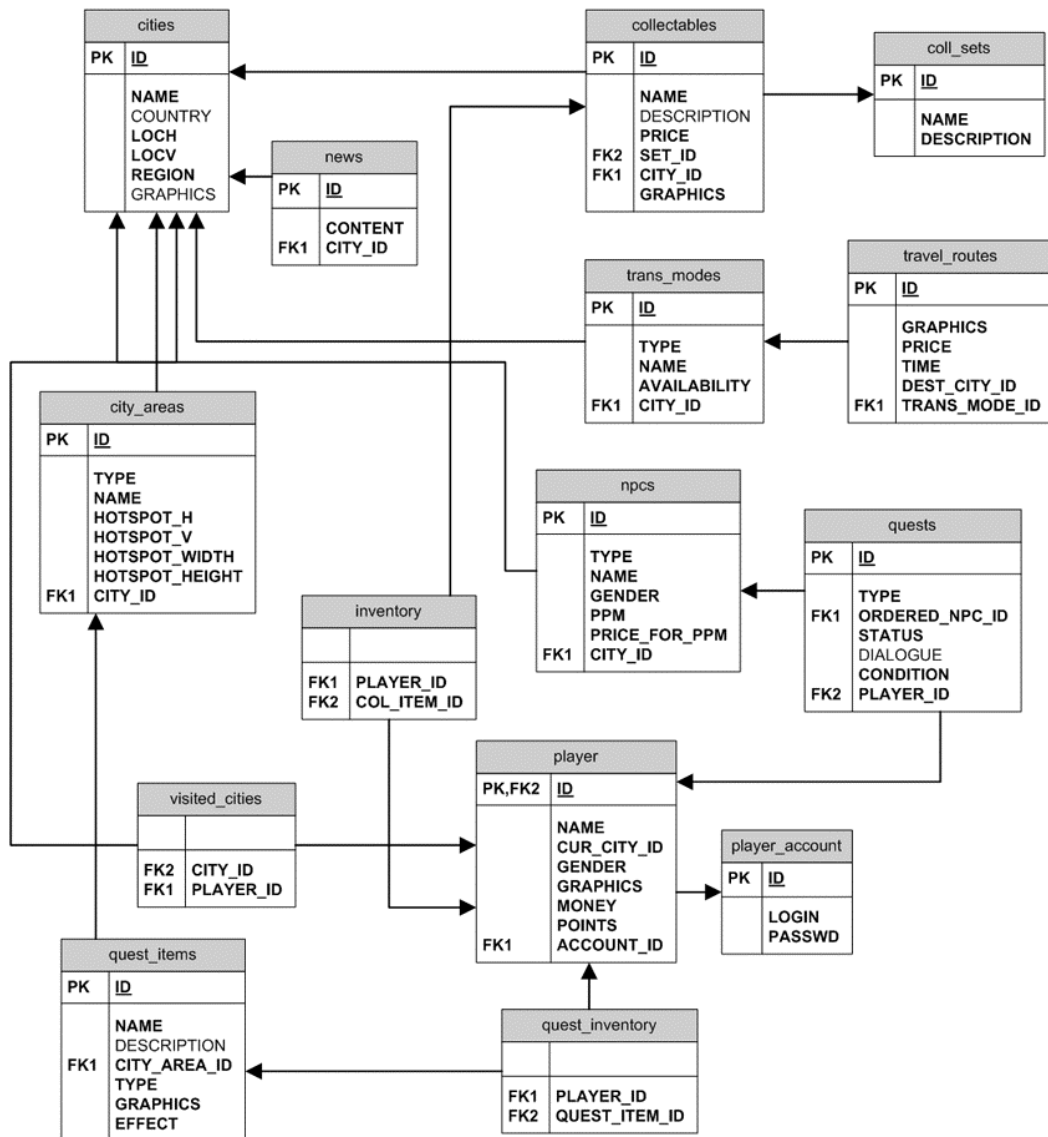 cities
PK ID
NAME
COUNTRY
LOCH
LOCV
REGION
GRAPHICS
collectables
PK ID
NAME
DESCRIPTION
PRICE
FK2 SET_ID
FK1 CITY_ID
GRAPHICS
coll_sets
PK ID
NAME
DESCRIPTION
news
PK ID
CONTENT
FK1 CITY_ID
trans_modes
PK ID
TYPE
NAME
AVAILABILITY
FK1 CITY_ID
travel_routes
PK ID
GRAPHICS
PRICE
TIME
DEST_CITY_ID
FK1 TRANS_MODE_ID
city_areas
PK ID
TYPE
NAME
HOTSPOT_H
HOTSPOT_V
HOTSPOT_WIDTH
HOTSPOT_HEIGHT
FK1 CITY_ID
npcs
PK ID
TYPE
NAME
GENDER
PPM
PRICE_FOR_PPM
FK1 CITY_ID
quests
PK ID
TYPE
FK1 ORDERED_NPC_ID
STATUS
DIALOGUE
CONDITION
FK2 PLAYER_ID
inventory
FK1 PLAYER_ID
FK2 COL_ITEM_ID
player
PK,FK2 ID
NAME
CUR_CITY_ID
GENDER
GRAPHICS
MONEY
POINTS
FK1 ACCOUNT_ID
visited_cities
FK2 CITY_ID
FK1 PLAYER_ID
player_account
PK ID
LOGIN
PASSWD
quest_items
PK ID
NAME
DESCRIPTION
FK1 CITY_AREA_ID
TYPE
GRAPHICS
EFFECT
quest_inventory
FK1 PLAYER_ID
FK2 QUEST_ITEM_ID